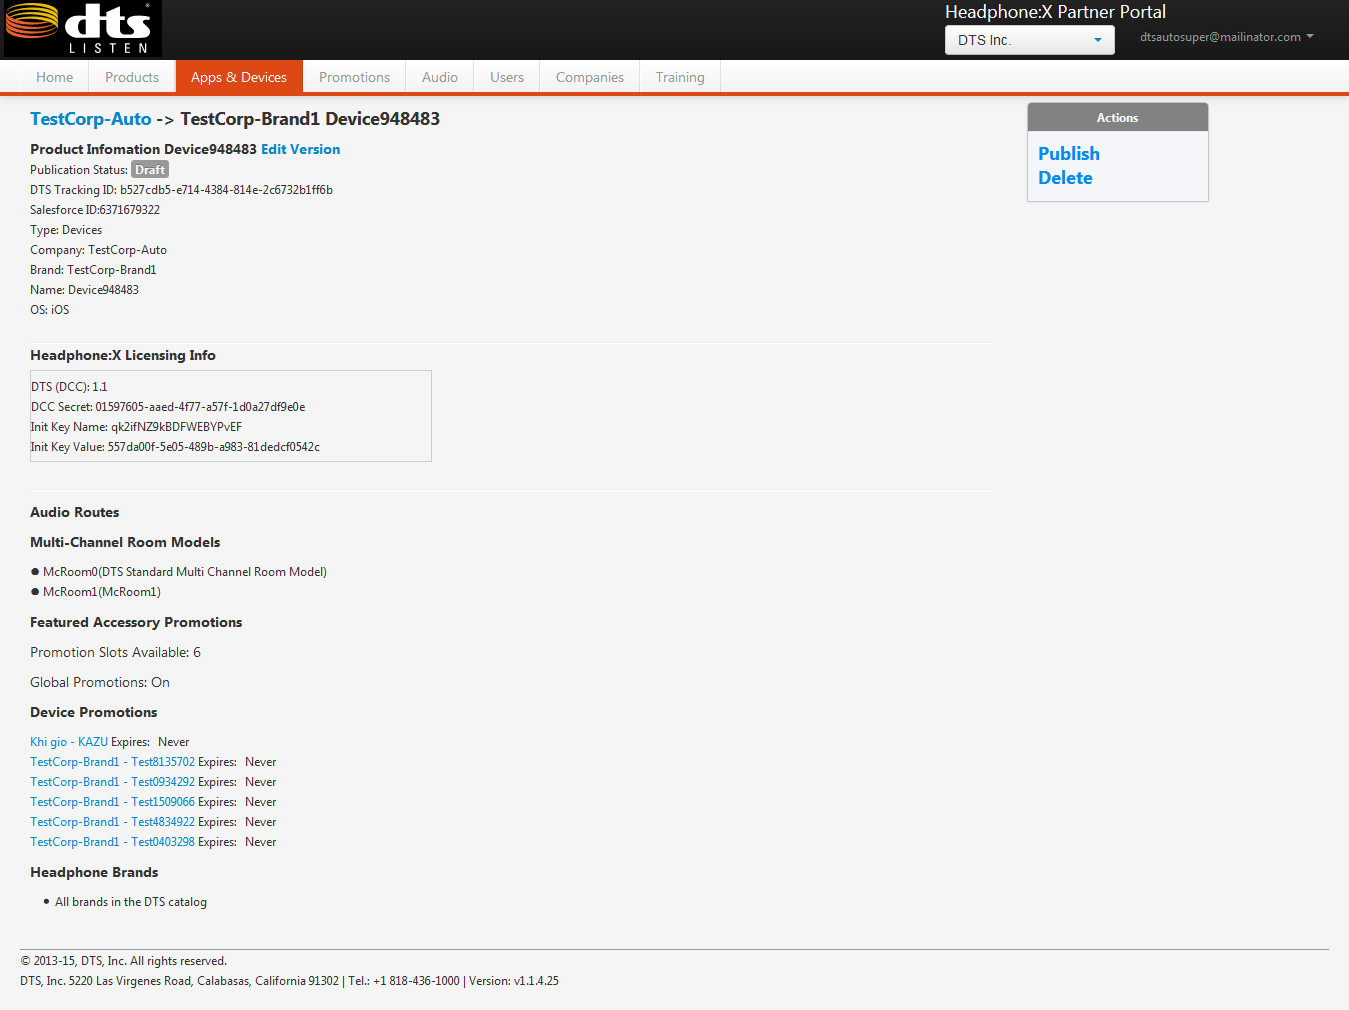 dts
®
LISTEN
Headphone:X Partner Portal
DTS Inc.
dtsautosuper@mailinator.com
Home
Products
Apps & Devices
Promotions
Audio
Users
Companies
Training
TestCorp-Auto -> TestCorp-Brand1 Device948483
Actions
Publish
Delete
Product Infomation Device948483 Edit Version
Publication Status: Draft
DTS Tracking ID: b527cdb5-e714-4384-814e-2c6732b1ff6b
Salesforce ID:6371679322
Type: Devices
Company: TestCorp-Auto
Brand: TestCorp-Brand1
Name: Device948483
OS: iOS
Headphone:X Licensing Info
DTS (DCC): 1.1
DCC Secret: 01597605-aaed-4f77-a57f-1d0a27df9e0e
Init Key Name: qk2ifNZ9kBDFWEBYPvEF
Init Key Value: 557da00f-5e05-489b-a983-81dedcf0542c
Audio Routes
Multi-Channel Room Models
● McRoom0(DTS Standard Multi Channel Room Model)
● McRoom1(McRoom1)
Featured Accessory Promotions
Promotion Slots Available: 6
Global Promotions: On
Device Promotions
Khi gio - KAZU Expires: Never
TestCorp-Brand1 - Test8135702 Expires: Never
TestCorp-Brand1 - Test0934292 Expires: Never
TestCorp-Brand1 - Test1509066 Expires: Never
TestCorp-Brand1 - Test4834922 Expires: Never
TestCorp-Brand1 - Test0403298 Expires: Never
Headphone Brands
• All brands in the DTS catalog
© 2013-15, DTS, Inc. All rights reserved.
DTS, Inc. 5220 Las Virgenes Road, Calabasas, California 91302 | Tel.: +1 818-436-1000 | Version: v1.1.4.25